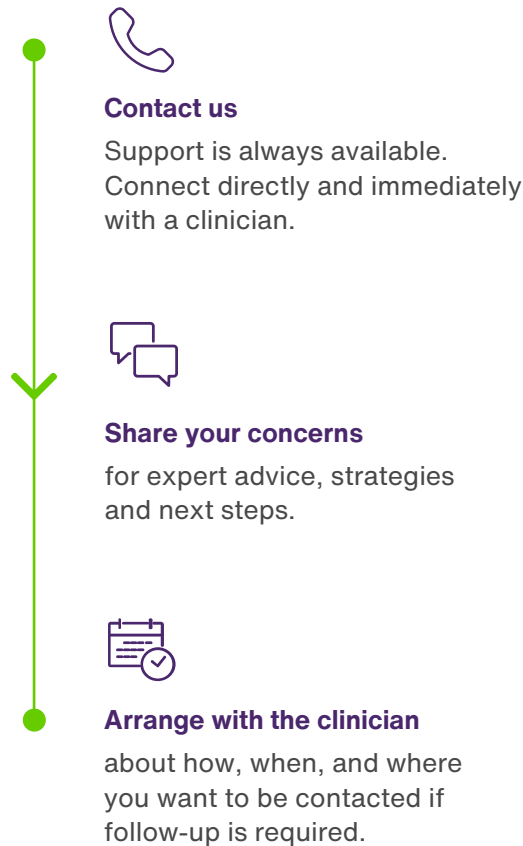 Contact us
Support is always available.
Connect directly and immediately
with a clinician.
Share your concerns
for expert advice, strategies
and next steps.
Arrange with the clinician
about how, when, and where
you want to be contacted if
follow-up is required.